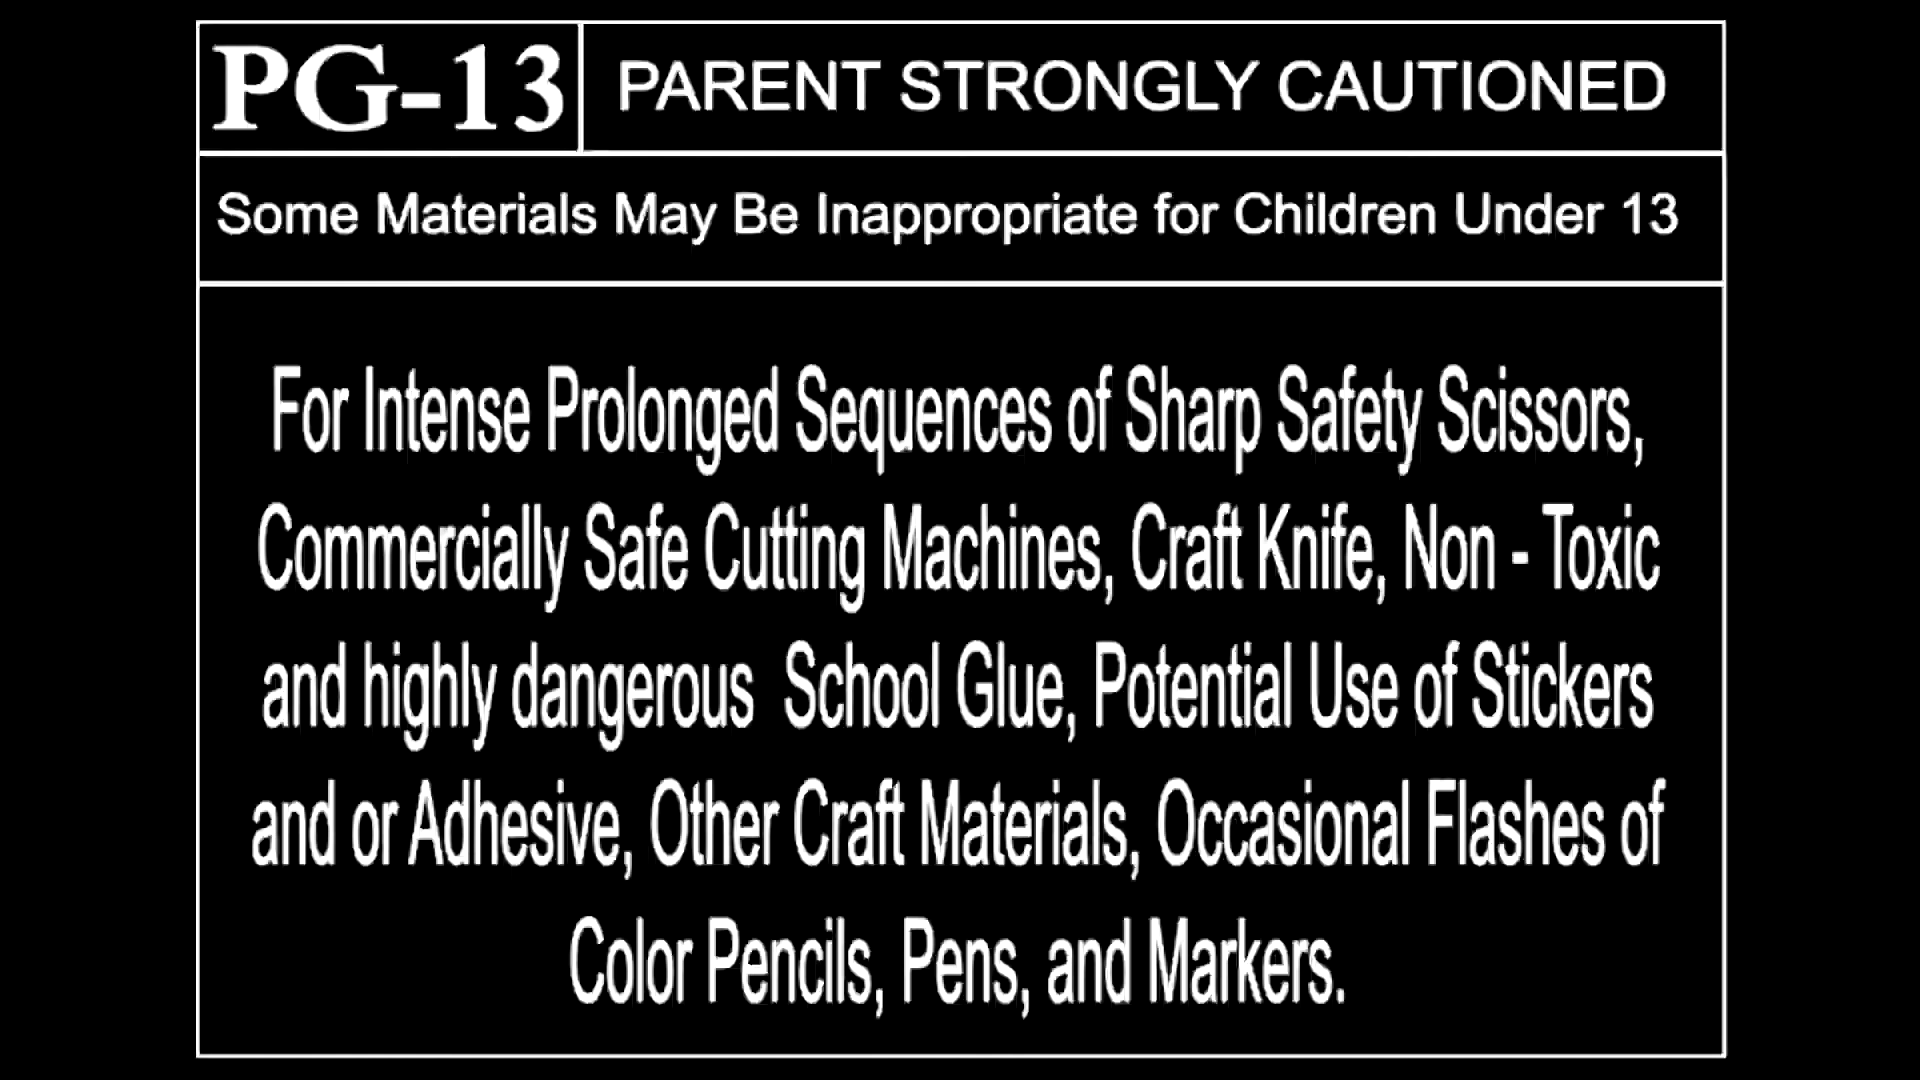 PG-13
PARENT STRONGLY CAUTIONED
Some Materials May Be Inappropriate for Children Under 13
For Intense Prolonged Sequences of Sharp Safety Scissors,
Commercially Safe Cutting Machines, Craft Knife, Non - Toxic
and highly dangerous School Glue, Potential Use of Stickers
and or Adhesive, Other Craft Materials, Occasional Flashes of
Color Pencils, Pens, and Markers.